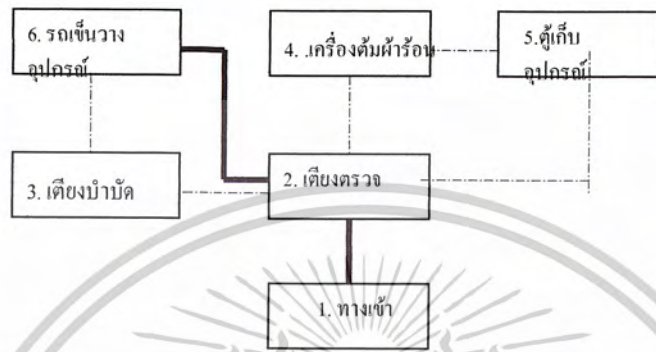 6. รถเข็นวาง
อุปกรณ์
4. .เครื่องต้มผ้าร้อน
5.ตู้เก็บ
อุปกรณ์
3. เตียงบำบัด
2. เตียงตรวจ
1. ทางเข้า